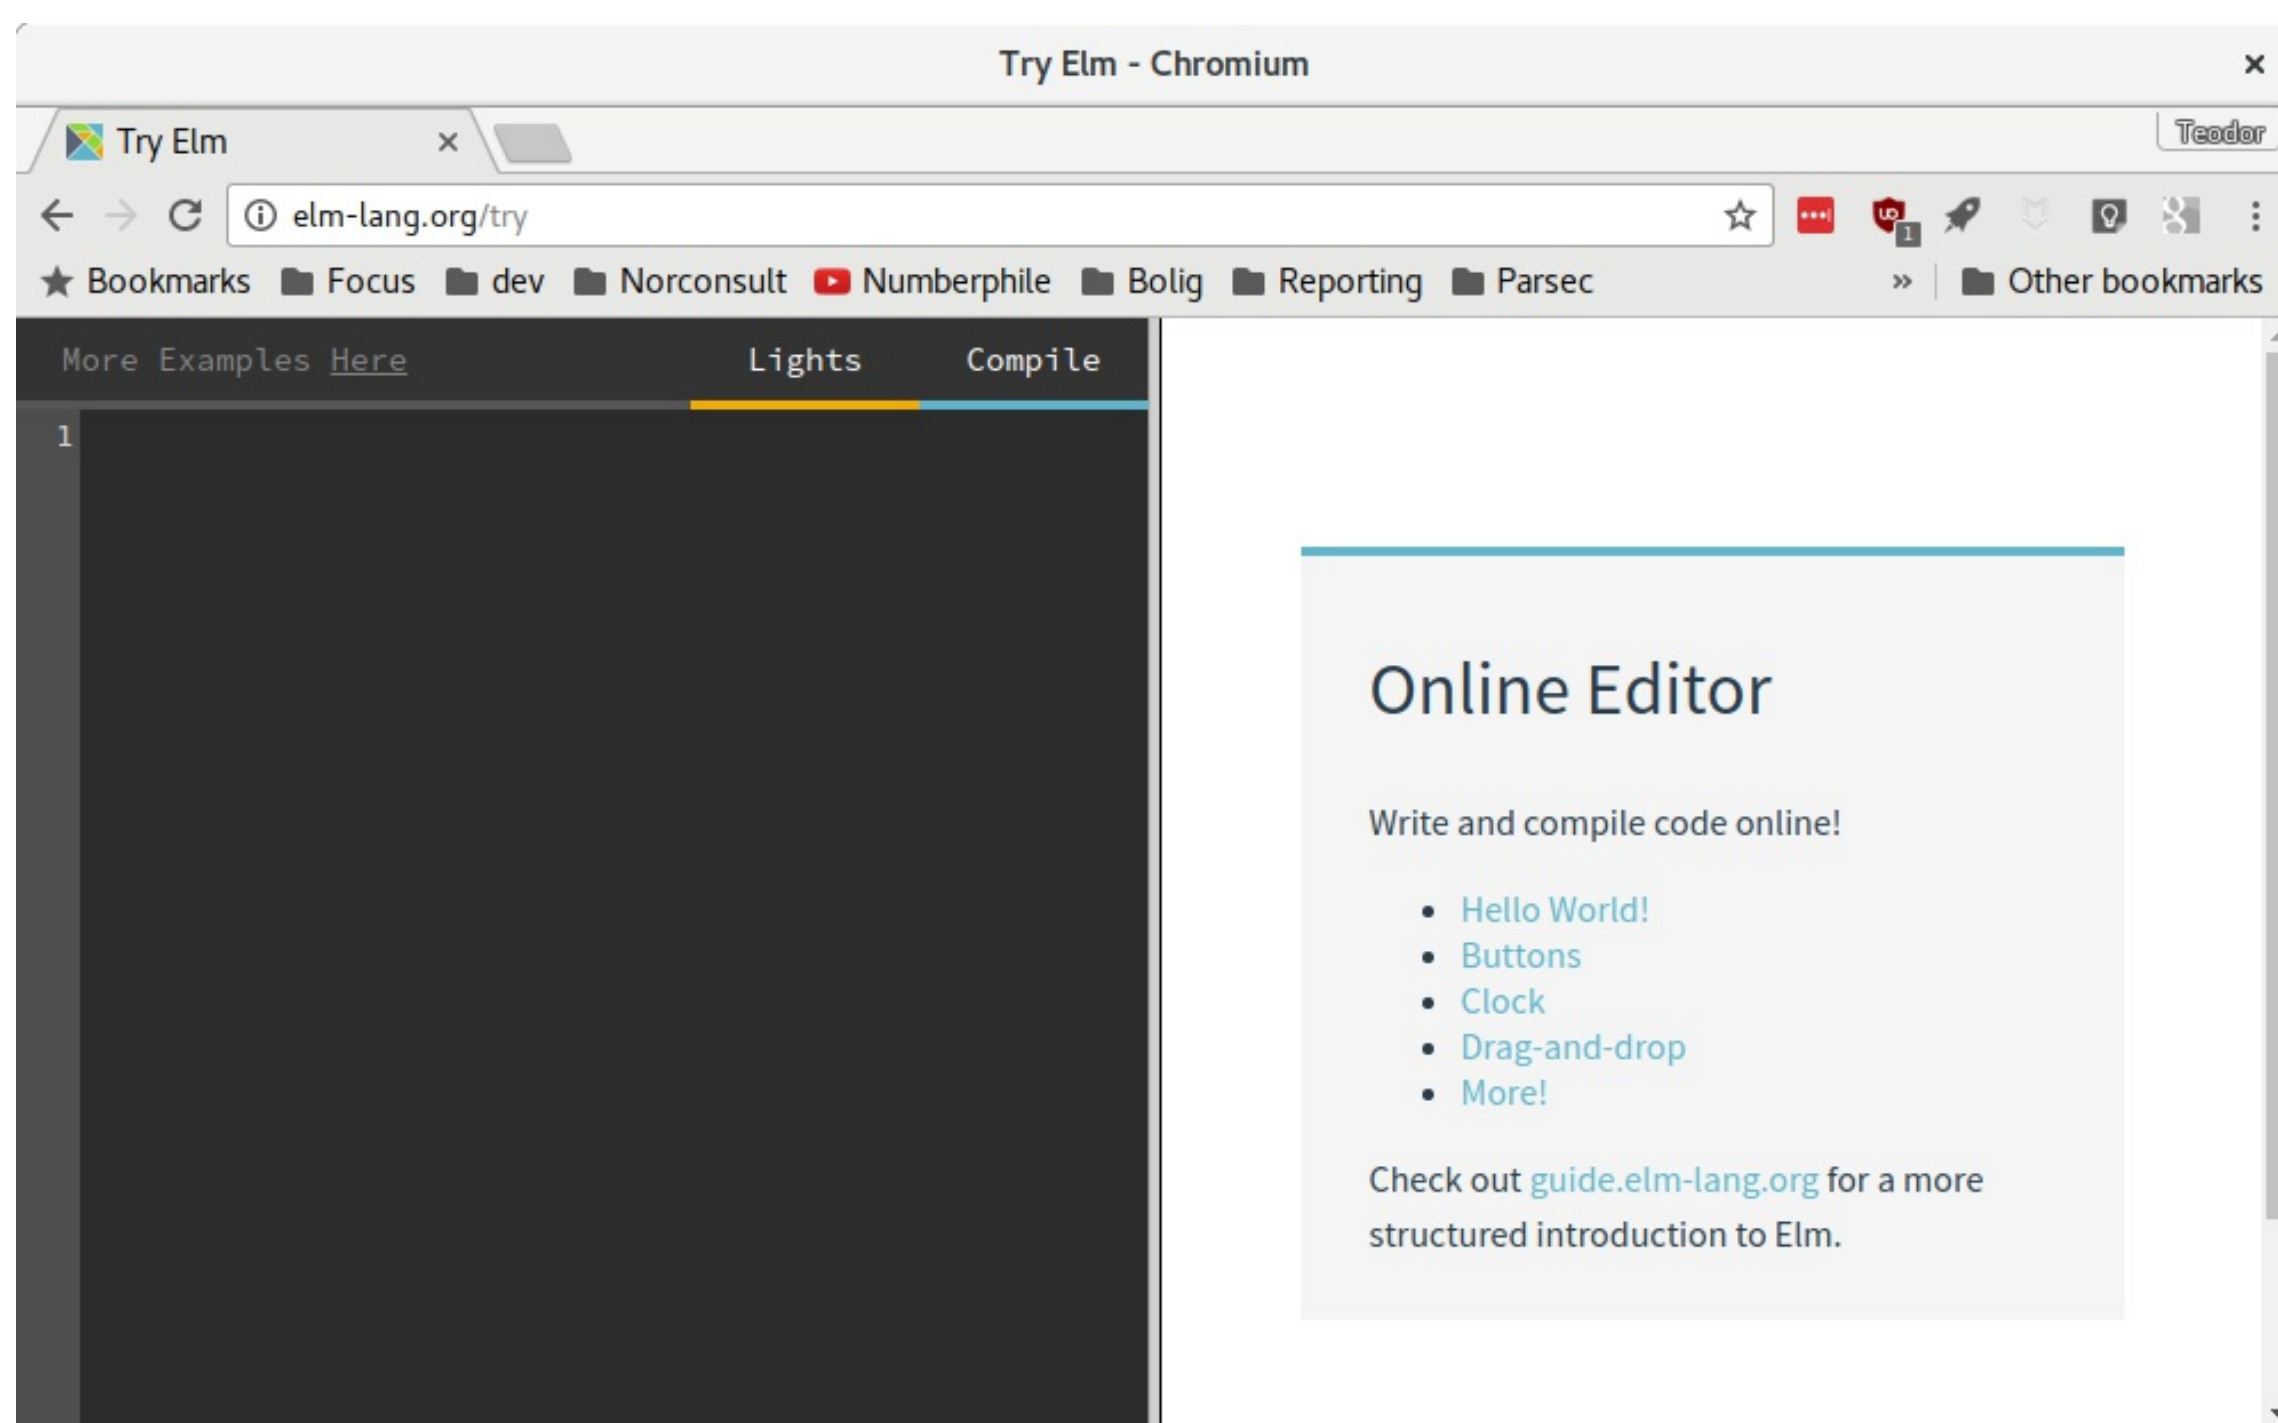 Try Elm - Chromium
Try Elm
Teodor
elm-lang.org/try
1
Bookmarks Focus dev Norconsult Numberphile Bolig Reporting Parsec » Other bookmarks
More Examples Here Lights Compile
1
Online Editor
Write and compile code online!
• Hello World!
• Buttons
• Clock
• Drag-and-drop
• More!
Check out guide.elm-lang.org for a more
structured introduction to Elm.